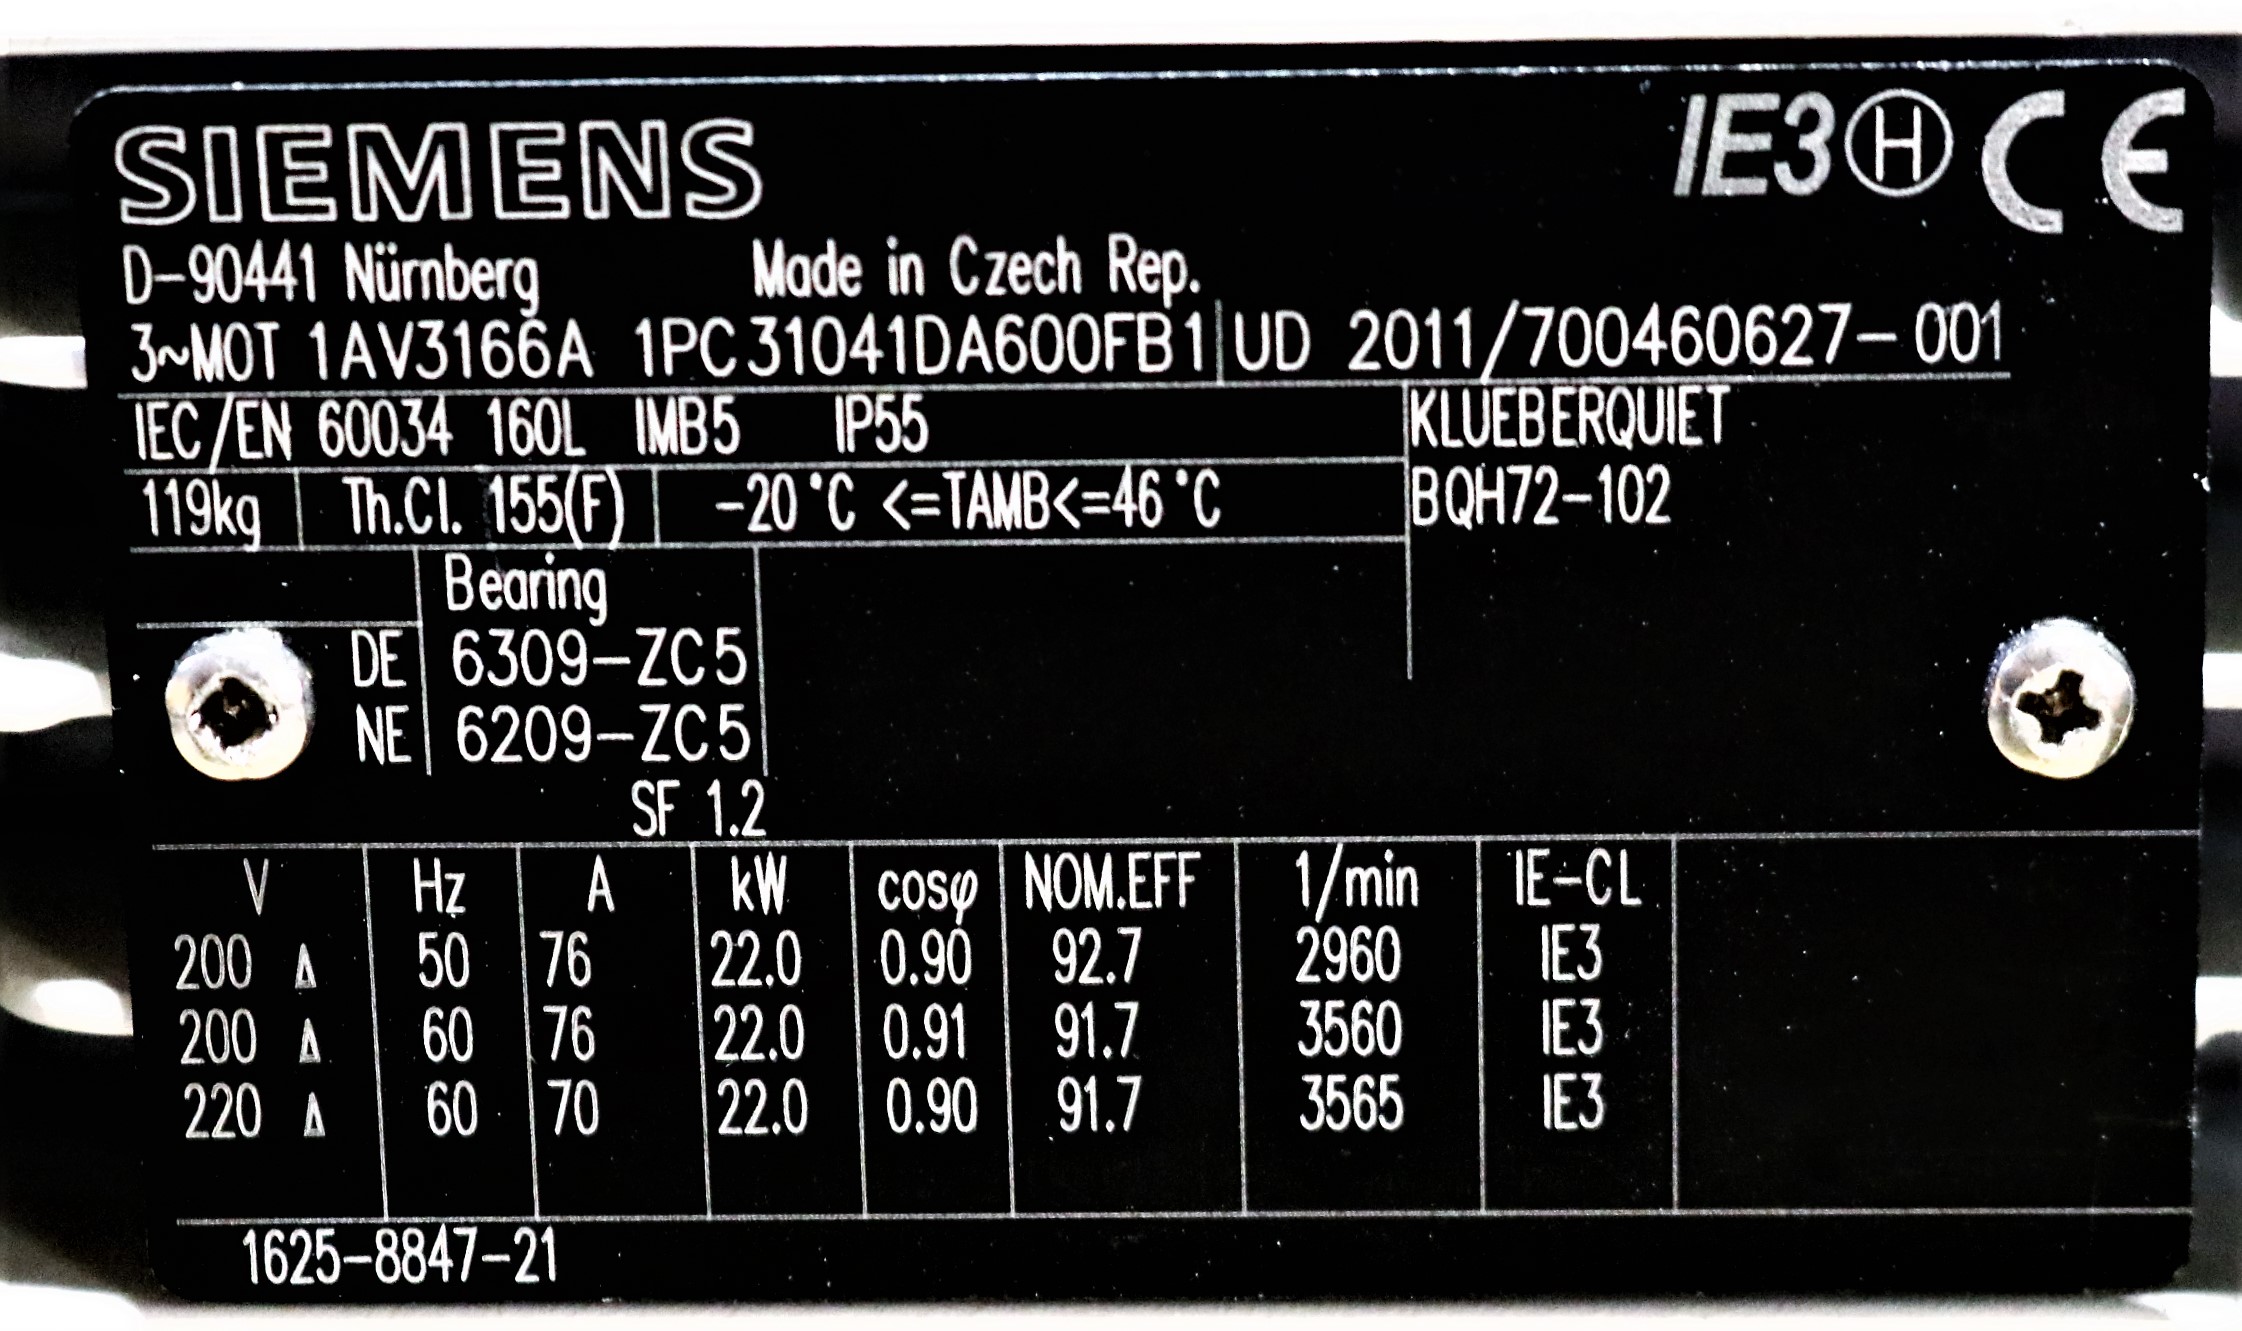 SIEMENS IE3 H CE
D-90441 Nürnberg Made in Czech Rep.
3~MOT 1AV3166A 1PC31041DA600FB1 UD 2011/700460627-001
IEC/EN 60034 160L IMB5 IP55 KLUEBERQUIET
119kg Th.Cl. 155(F) -20°C <=TAMB<=46°C BQH72-102
Bearing
DE 6309-ZC5
NE 6209-ZC5
SF 1.2
V Hz A kW cosφ NOM.EFF 1/min IE-CL
200 Δ 50 76 22.0 0.90 92.7 2960 IE3
200 Δ 60 76 22.0 0.91 91.7 3560 IE3
220 Δ 60 70 22.0 0.90 91.7 3565 IE3
1625-8847-21